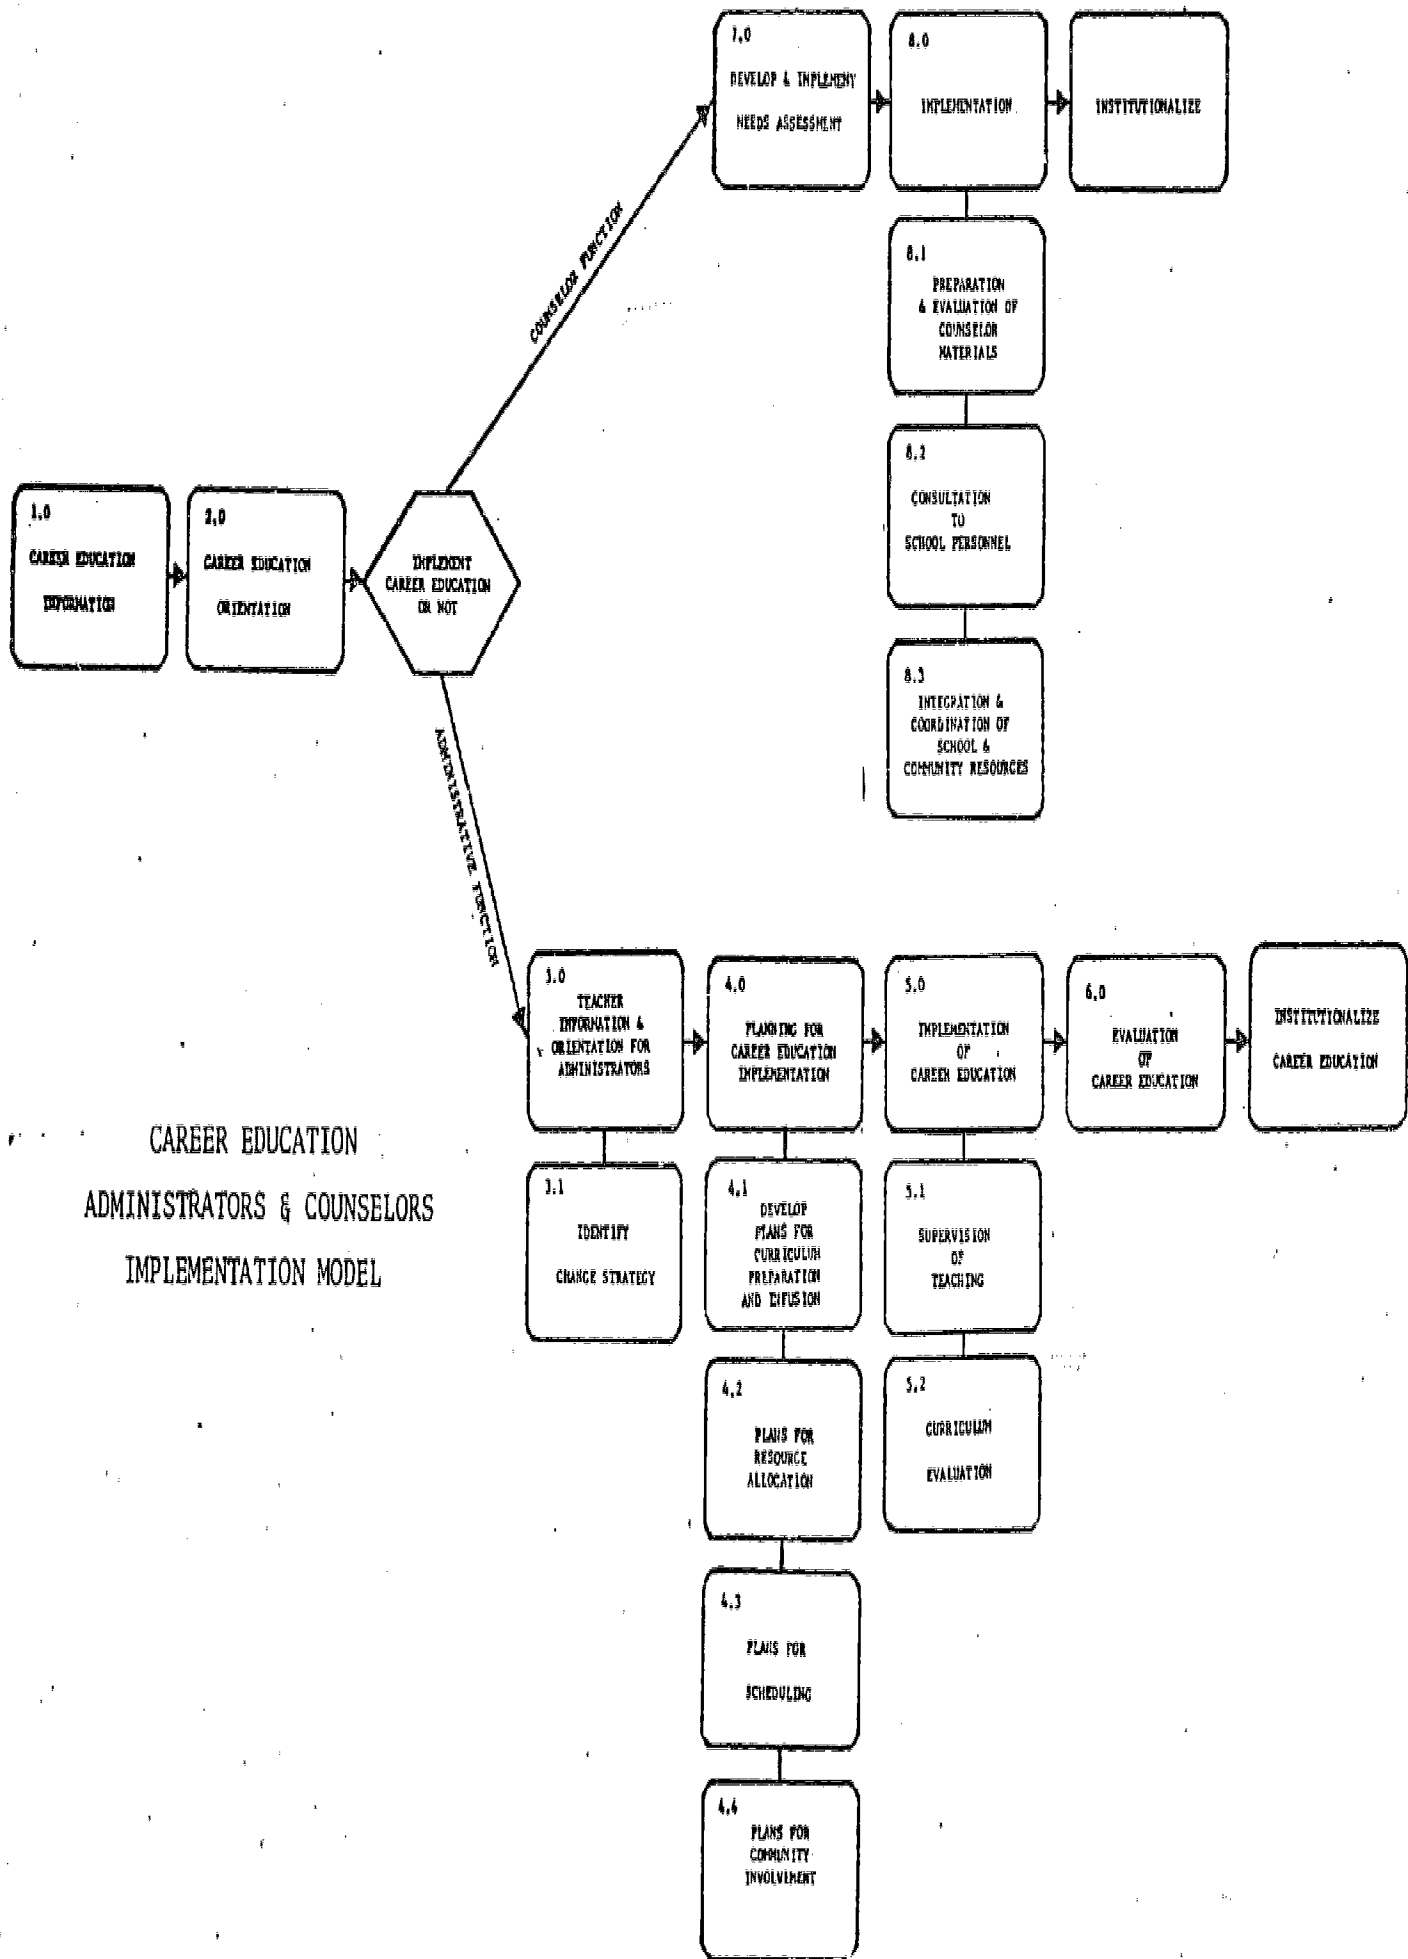 1.0
CAREER EDUCATION
INFORMATION
2.0
CAREER EDUCATION
ORIENTATION
IMPLEMENT
CAREER EDUCATION
OR NOT
COUNSELOR FUNCTION
7.0
DEVELOP & IMPLEMENT
NEEDS ASSESSMENT
8.0
IMPLEMENTATION
INSTITUTIONALIZE
8.1
PREPARATION
& EVALUATION OF
COUNSELOR
MATERIALS
8.2
CONSULTATION
TO
SCHOOL PERSONNEL
8.3
INTEGRATION &
COORDINATION OF
SCHOOL &
COMMUNITY RESOURCES
ADMINISTRATIVE FUNCTION
3.0
TEACHER
INFORMATION &
ORIENTATION FOR
ADMINISTRATORS
3.1
IDENTIFY
CHANGE STRATEGY
4.0
PLANNING FOR
CAREER EDUCATION
IMPLEMENTATION
4.1
DEVELOP
PLANS FOR
CURRICULUM
PREPARATION
AND DIFUSION
4.2
PLANS FOR
RESOURCE
ALLOCATION
4.3
PLANS FOR
SCHEDULING
4.4
PLANS FOR
COMMUNITY
INVOLVEMENT
5.0
IMPLEMENTATION
OF
CAREER EDUCATION
5.1
SUPERVISION
OF
TEACHING
5.2
CURRICULUM
EVALUATION
6.0
EVALUATION
OF
CAREER EDUCATION
INSTITUTIONALIZE
CAREER EDUCATION
CAREER EDUCATION
ADMINISTRATORS & COUNSELORS
IMPLEMENTATION MODEL